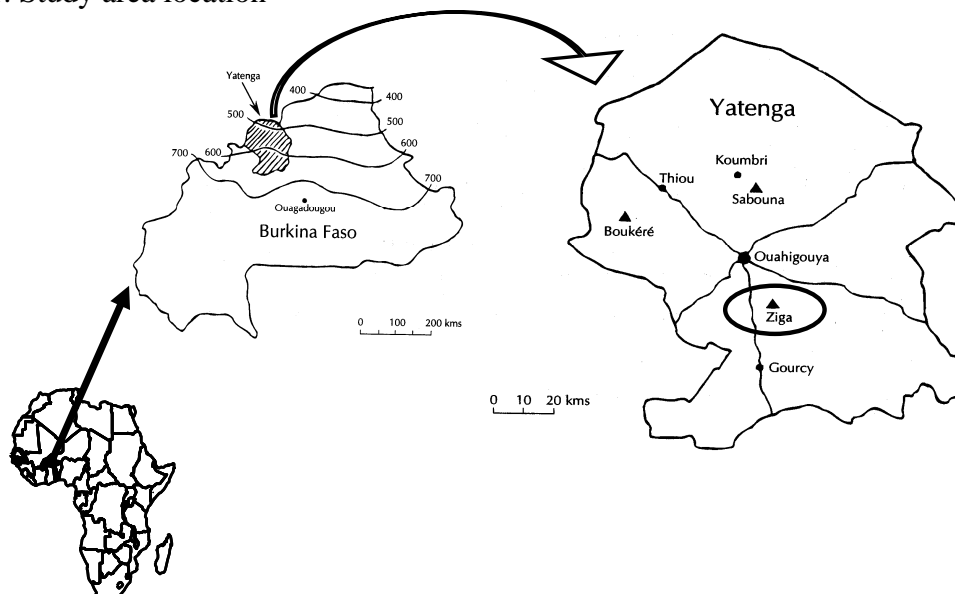 . Study area location
Yatenga
400
400
500
500
600
600
700
700
Ouagadougou
Burkina Faso
0 100 200 kms
Yatenga
Koumbri
Thiou
Sabouna
Boukéré
Ouahigouya
Ziga
Gourcy
0 10 20 kms